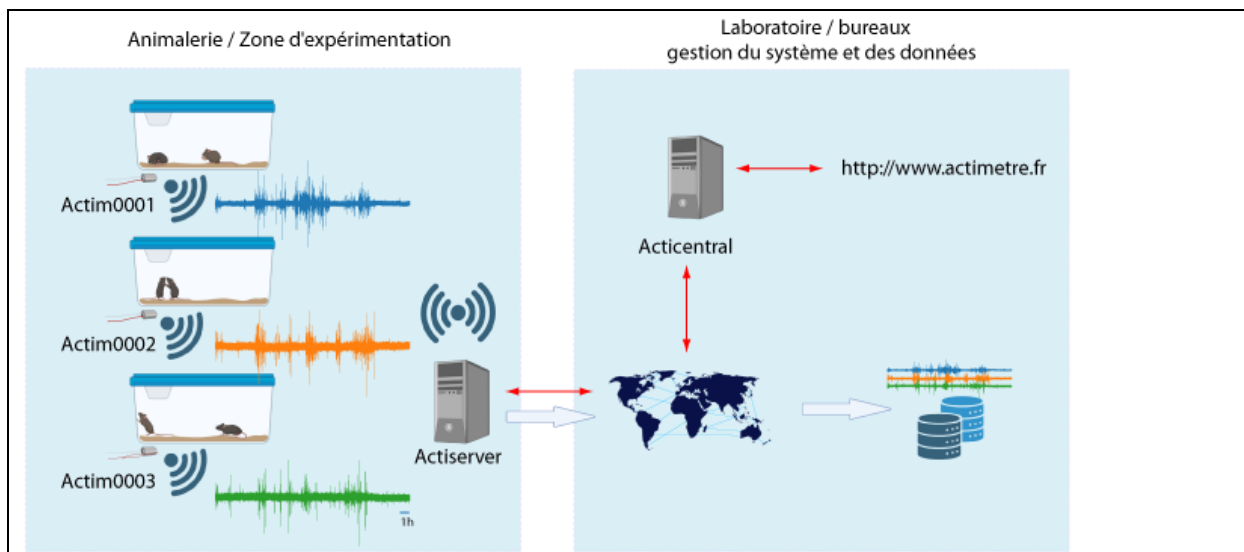 Animalerie / Zone d'expérimentation
Actim0001
Actim0002
Actim0003
1h
Actiserver
Laboratoire / bureaux
gestion du système et des données
http://www.actimetre.fr
Acticentral